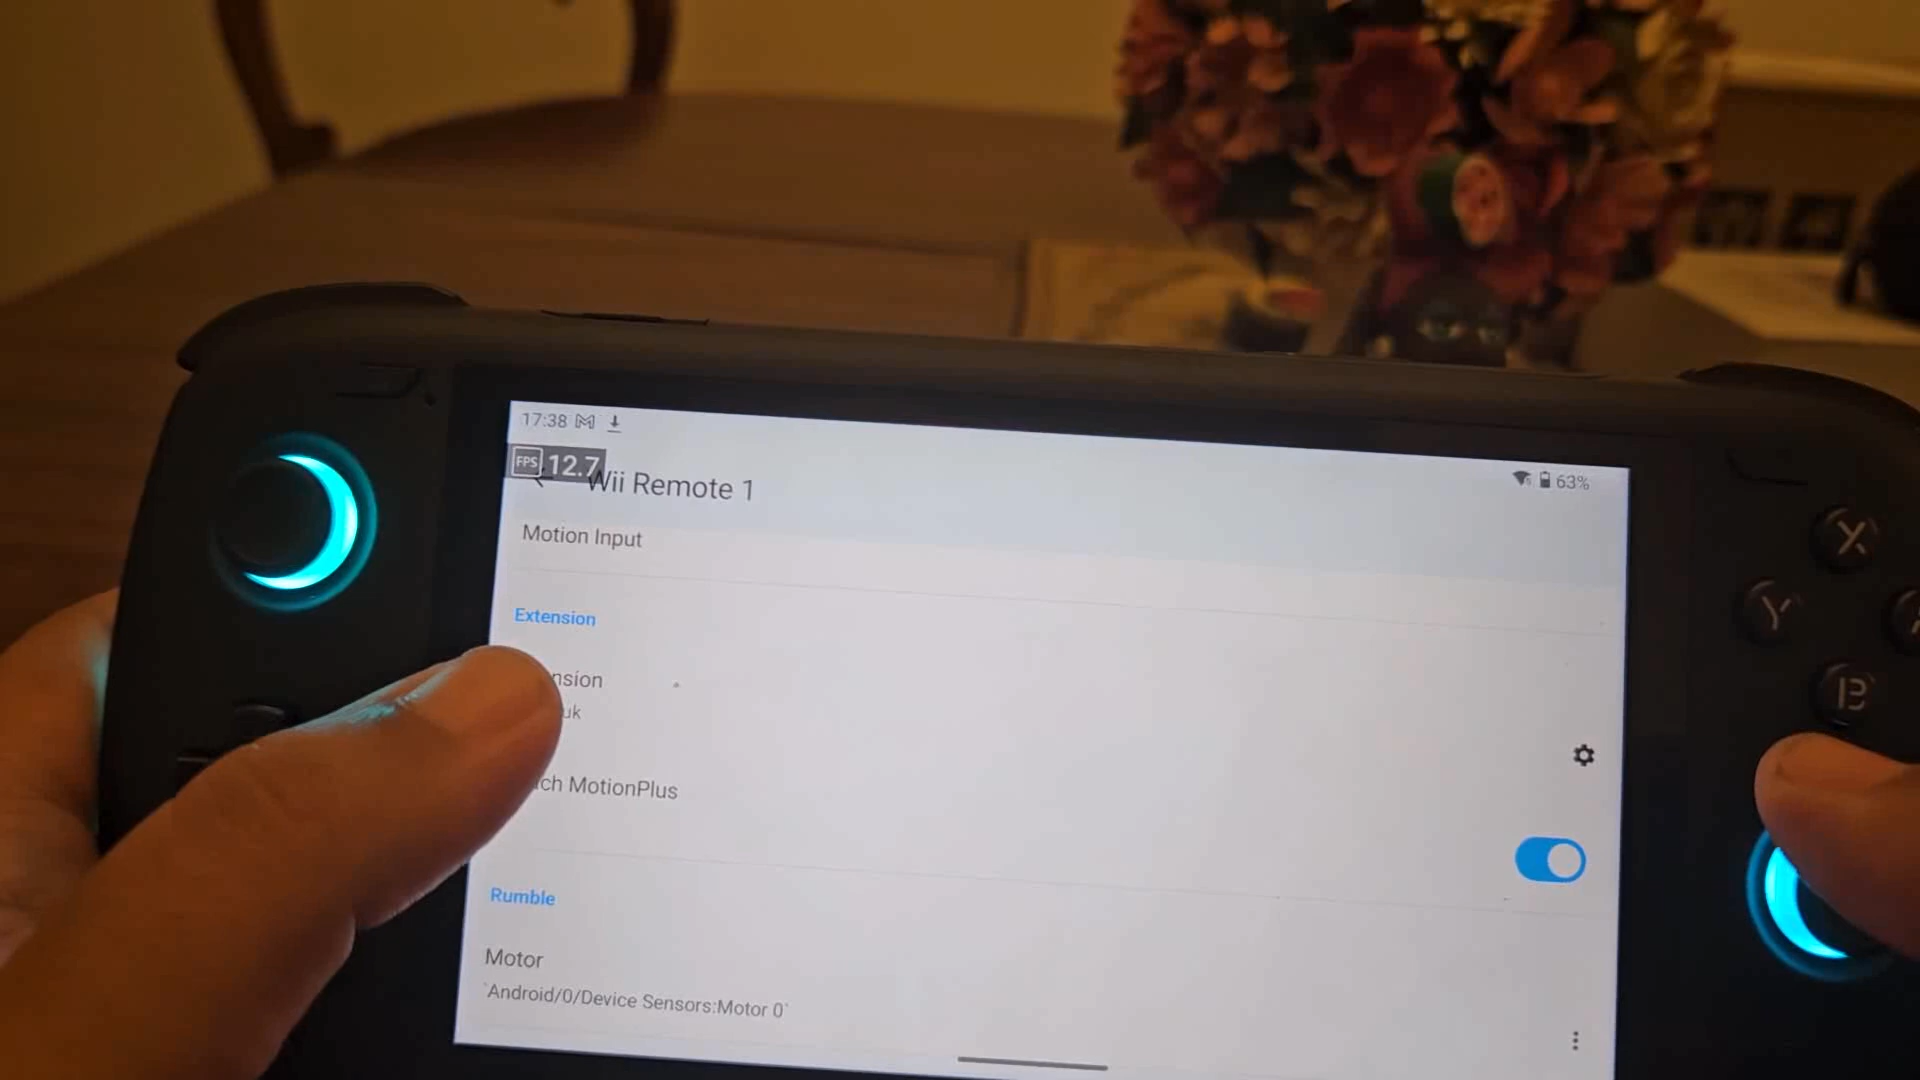 17:38
FPS 12.7
63%
Wii Remote 1
Motion Input
Extension
nsion
uk
ch MotionPlus
Rumble
Motor
`Android/0/Device Sensors:Motor 0`
X
Y
B